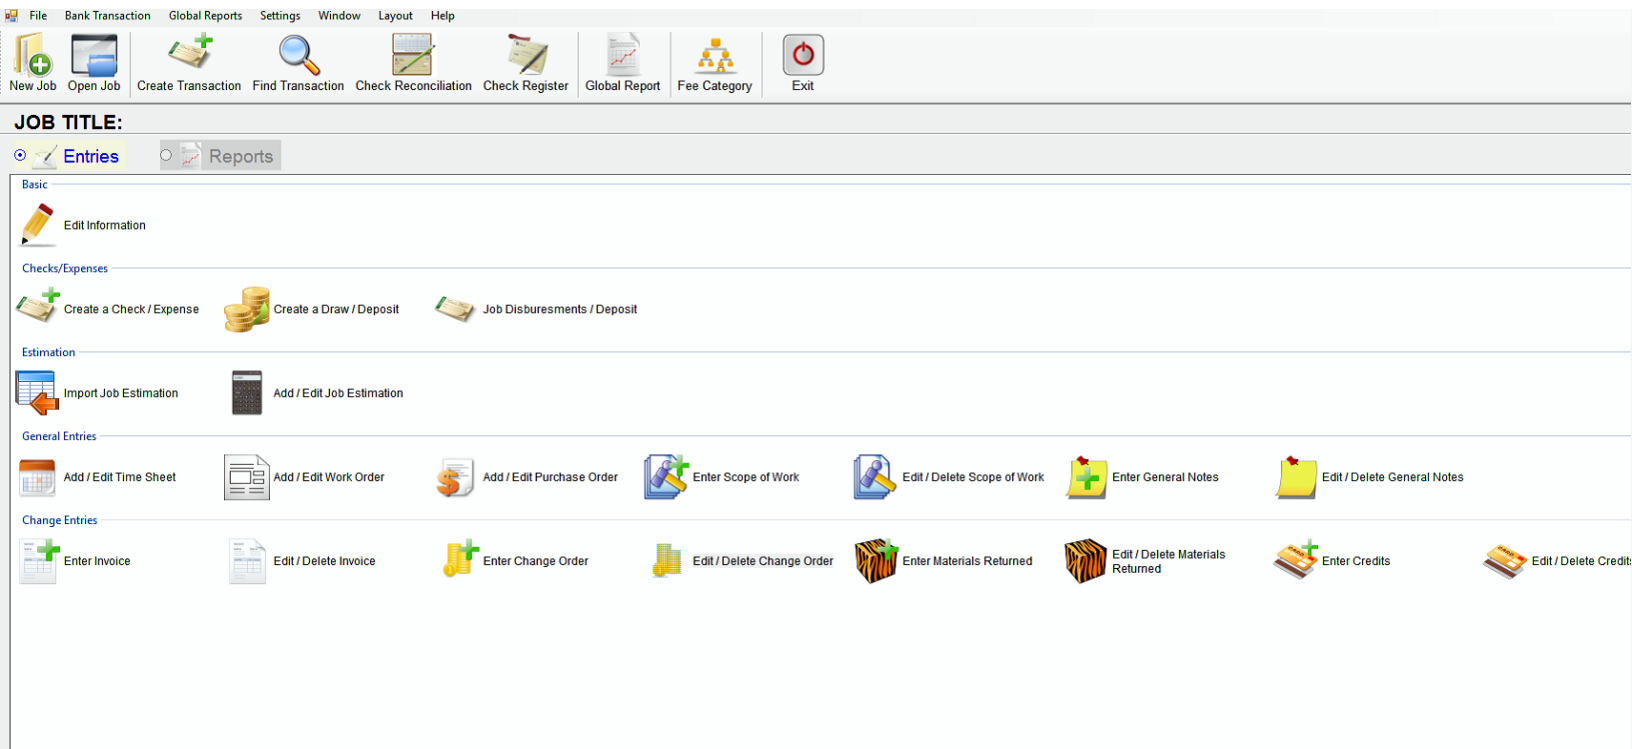 File Bank Transaction Global Reports Settings Window Layout Help
New Job Open Job Create Transaction Find Transaction Check Reconciliation Check Register Global Report Fee Category Exit
JOB TITLE:
Entries Reports
Basic
Edit Information
Checks/Expenses
Create a Check / Expense Create a Draw / Deposit Job Disburesments / Deposit
Estimation
Import Job Estimation Add / Edit Job Estimation
General Entries
Add / Edit Time Sheet Add / Edit Work Order Add / Edit Purchase Order Enter Scope of Work Edit / Delete Scope of Work Enter General Notes Edit / Delete General Notes
Change Entries
Enter Invoice Edit / Delete Invoice Enter Change Order Edit / Delete Change Order Enter Materials Returned Edit / Delete Materials Returned Enter Credits Edit / Delete Credits